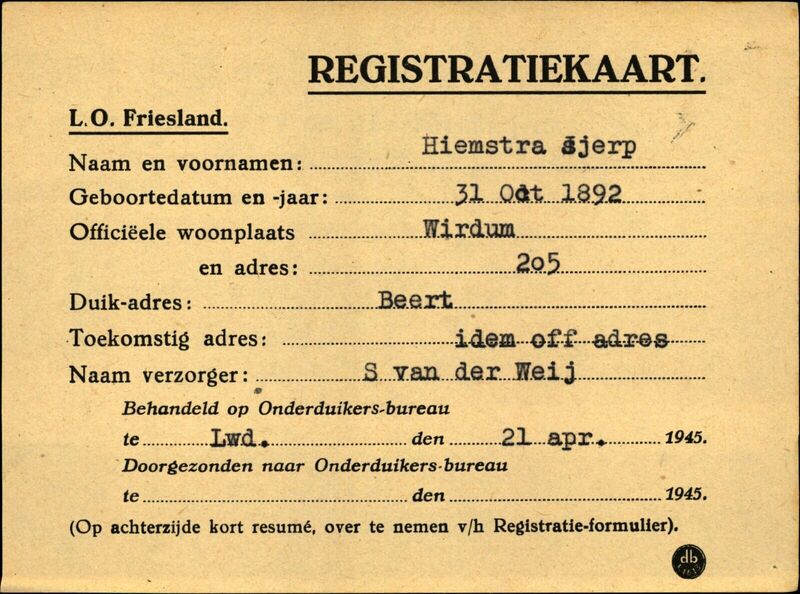 REGISTRATIEKAART.
L.O. Friesland.
Naam en voornamen: Hiemstra Sjerp
Geboortedatum en -jaar: 31 Oct 1892
Officiëele woonplaats Wirdum
en adres: 2o5
Duik-adres: Beert
Toekomstig adres: idem off adres
Naam verzorger: S van der Weij
Behandeld op Onderduikers-bureau
te Lwd. den 21 apr. 1945.
Doorgezonden naar Onderduikers-bureau
te den 1945.
(Op achterzijde kort resumé, over te nemen v/h Registratie-formulier).
db